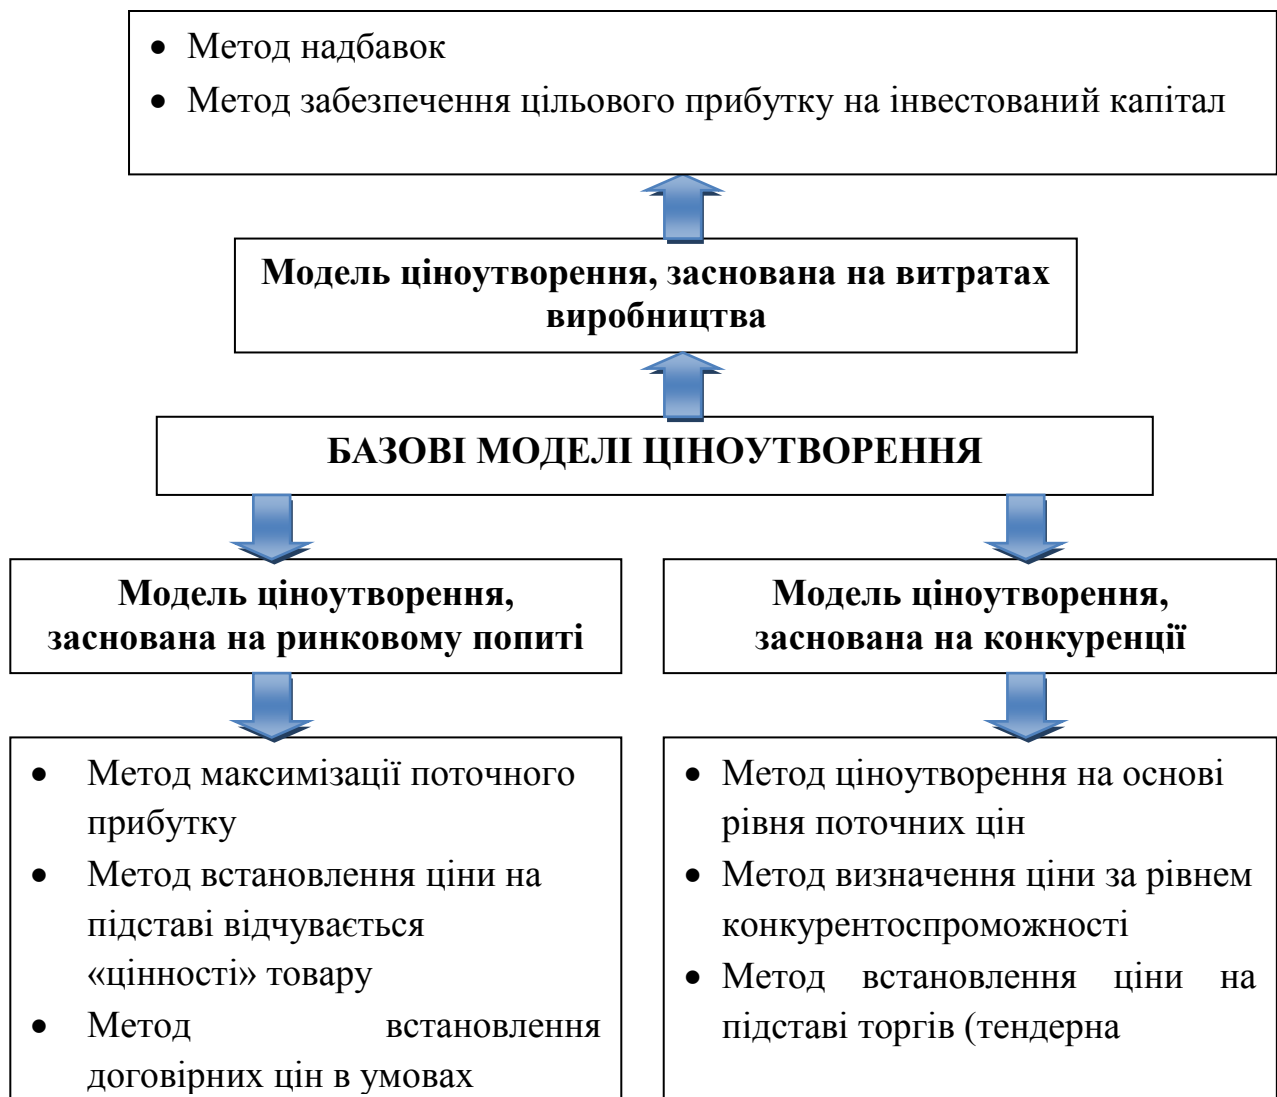 • Метод надбавок
• Метод забезпечення цільового прибутку на інвестований капітал
Модель ціноутворення, заснована на витратах
виробництва
БАЗОВІ МОДЕЛІ ЦІНОУТВОРЕННЯ
Модель ціноутворення,
заснована на ринковому попиті
Модель ціноутворення,
заснована на конкуренції
• Метод максимізації поточного
прибутку
• Метод встановлення ціни на
підставі відчувається
«цінності» товару
• Метод встановлення
договірних цін в умовах
• Метод ціноутворення на основі
рівня поточних цін
• Метод визначення ціни за рівнем
конкурентоспроможності
• Метод встановлення ціни на
підставі торгів (тендерна